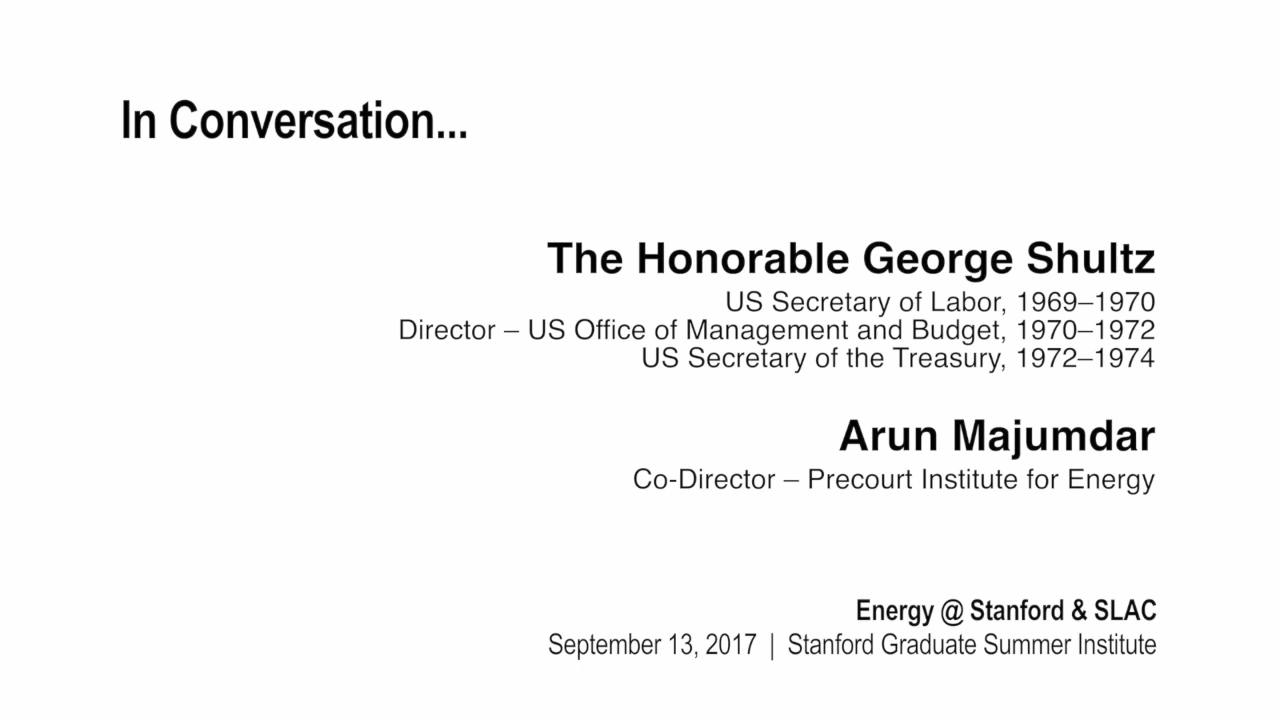 In Conversation...
The Honorable George Shultz
US Secretary of Labor, 1969–1970
Director – US Office of Management and Budget, 1970–1972
US Secretary of the Treasury, 1972–1974
Arun Majumdar
Co-Director – Precourt Institute for Energy
Energy @ Stanford & SLAC
September 13, 2017 | Stanford Graduate Summer Institute